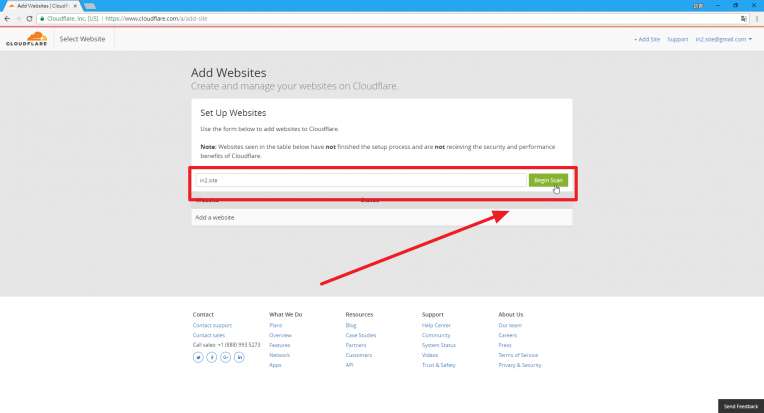 Add Websites | CloudF
Cloudflare, Inc. [US] | https://www.cloudflare.com/a/add-site
CLOUDFLARE
Select Website
+ Add Site
Support
in2.site@gmail.com
Add Websites
Create and manage your websites on Cloudflare.
Set Up Websites
Use the form below to add websites to Cloudflare.
Note: Websites seen in the table below have not finished the setup process and are not receiving the security and performance
benefits of Cloudflare.
in2.site
Begin Scan
Website
Status
Add a website
Contact
Contact support
Contact sales
Call sales: +1 (888) 993 5273
What We Do
Plans
Overview
Features
Network
Apps
Resources
Blog
Case Studies
Partners
Customers
API
Support
Help Center
Community
System Status
Videos
Trust & Safety
About Us
Our team
Careers
Press
Terms of Service
Privacy & Security
Send Feedback